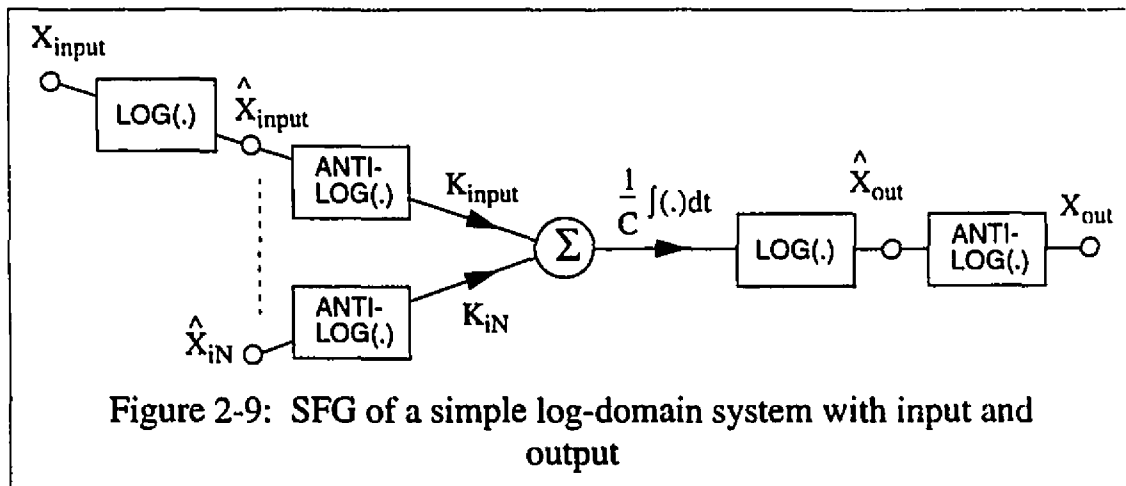 X_input
LOG(.)
X̂_input
ANTI-
LOG(.)
K_input
Σ
1/C ∫(.)dt
LOG(.)
X̂_out
ANTI-
LOG(.)
X_out
X̂_iN
ANTI-
LOG(.)
K_iN
Figure 2-9: SFG of a simple log-domain system with input and
output